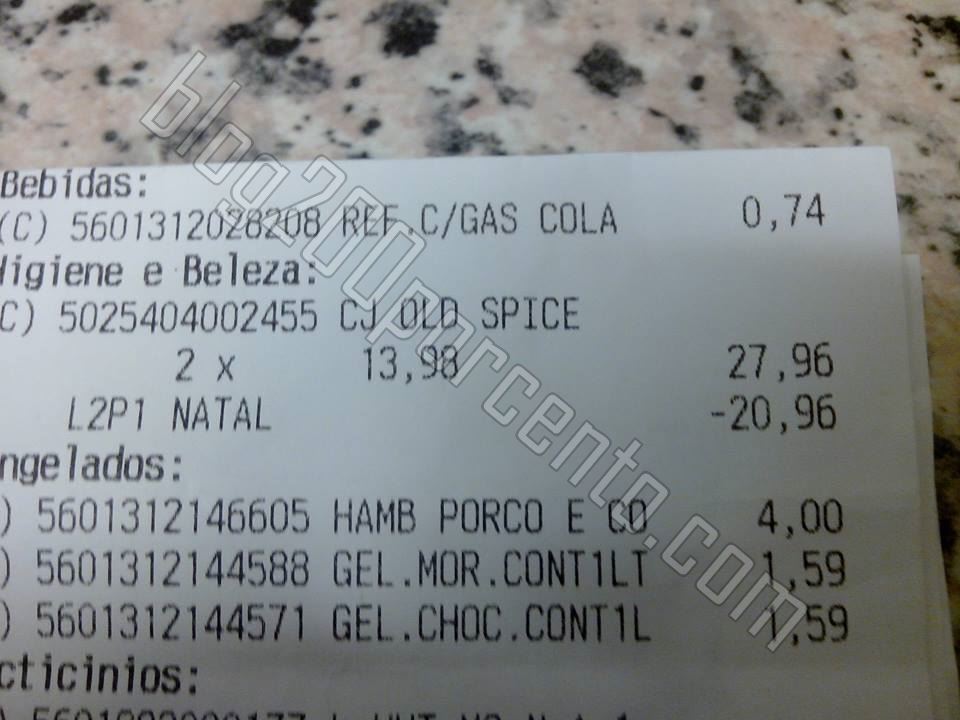 Bebidas:
(C) 5601312028208 REF.C/GAS COLA 0,74
Higiene e Beleza:
C) 5025404002455 CJ OLD SPICE
2 x 13,98 27,96
L2P1 NATAL -20,96
ngelados:
) 5601312146605 HAMB PORCO E CO 4,00
) 5601312144588 GEL.MOR.CONT1LT 1,59
) 5601312144571 GEL.CHOC.CONT1L 1,59
cticinios:
blog200porcento.com